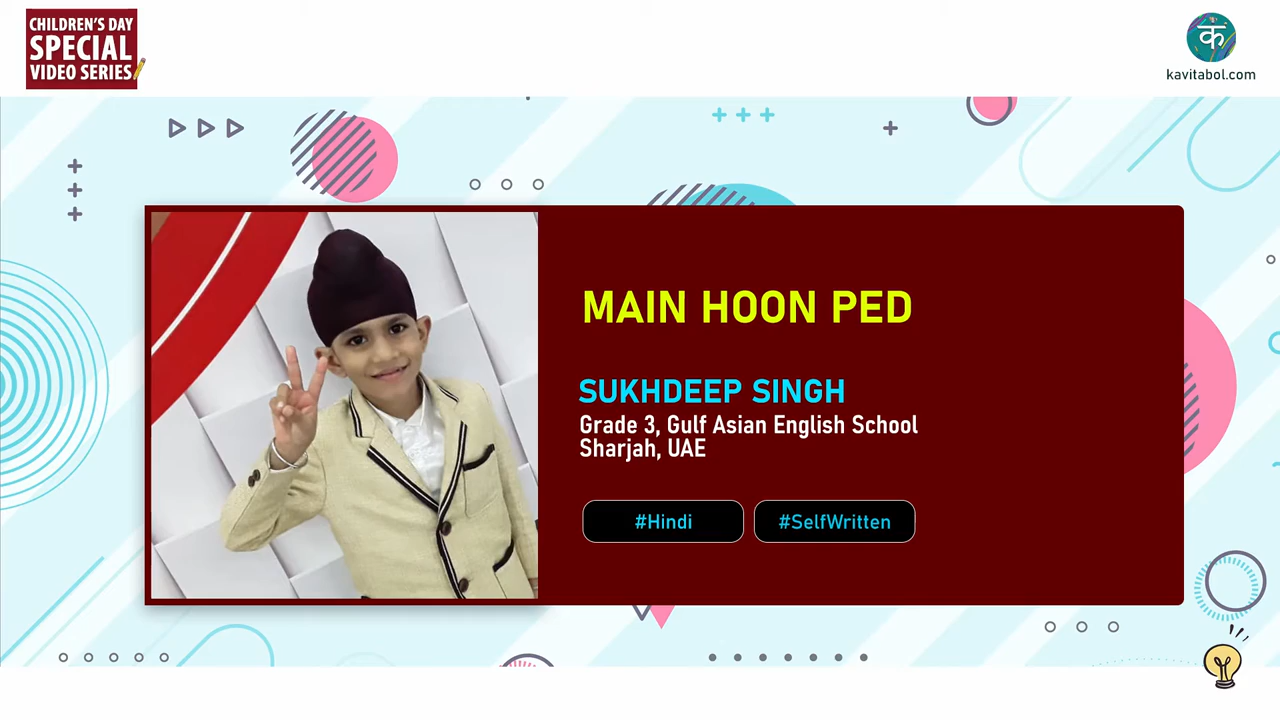 CHILDREN'S DAY
SPECIAL
VIDEO SERIES
क
kavitabol.com
MAIN HOON PED
SUKHDEEP SINGH
Grade 3, Gulf Asian English School
Sharjah, UAE
#Hindi #SelfWritten